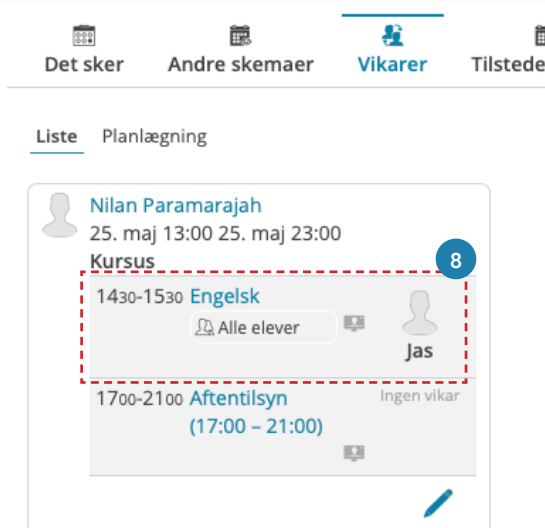 Det sker Andre skemaer Vikarer Tilstede
Liste Planlægning
Nilan Paramarajah
25. maj 13:00 25. maj 23:00
Kursus
8
1430-1530 Engelsk
Alle elever
Jas
1700-2100 Aftentilsyn Ingen vikar
(17:00 – 21:00)